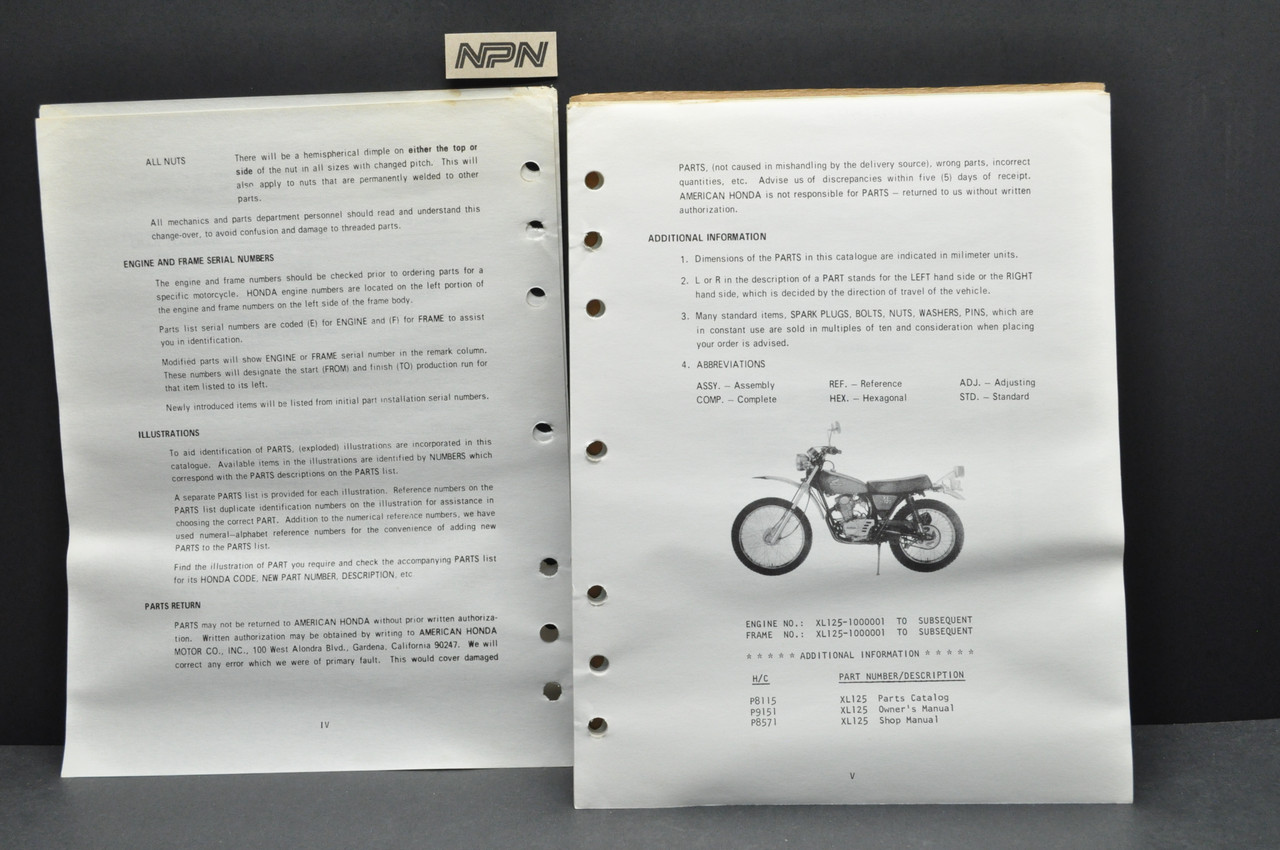 NPN
ALL NUTS There will be a hemispherical dimple on either the top or
side of the nut in all sizes with changed pitch. This will
also apply to nuts that are permanently welded to other
parts.
All mechanics and parts department personnel should read and understand this
change-over, to avoid confusion and damage to threaded parts.
ENGINE AND FRAME SERIAL NUMBERS
The engine and frame numbers should be checked prior to ordering parts for a
specific motorcycle. HONDA engine numbers are located on the left portion of
the engine and frame numbers on the left side of the frame body.
Parts list serial numbers are coded (E) for ENGINE and (F) for FRAME to assist
you in identification.
Modified parts will show ENGINE or FRAME serial number in the remark column.
These numbers will designate the start (FROM) and finish (TO) production run for
that item listed to its left.
Newly introduced items will be listed from initial part installation serial numbers.
ILLUSTRATIONS
To aid identification of PARTS, (exploded) illustrations are incorporated in this
catalogue. Available items in the illustrations are identified by NUMBERS which
correspond with the PARTS descriptions on the PARTS list.
A separate PARTS list is provided for each illustration. Reference numbers on the
PARTS list duplicate identification numbers on the illustration for assistance in
choosing the correct PART. Addition to the numerical reference numbers, we have
used numeral-alphabet reference numbers for the convenience of adding new
PARTS to the PARTS list.
Find the illustration of PART you require and check the accompanying PARTS list
for its HONDA CODE, NEW PART NUMBER, DESCRIPTION, etc
PARTS RETURN
PARTS may not be returned to AMERICAN HONDA without prior written authoriza-
tion. Written authorization may be obtained by writing to AMERICAN HONDA
MOTOR CO., INC., 100 West Alondra Blvd., Gardena, California 90247. We will
correct any error which we were of primary fault. This would cover damaged
IV
PARTS, (not caused in mishandling by the delivery source), wrong parts, incorrect
quantities, etc. Advise us of discrepancies within five (5) days of receipt.
AMERICAN HONDA is not responsible for PARTS — returned to us without written
authorization.
ADDITIONAL INFORMATION
1. Dimensions of the PARTS in this catalogue are indicated in milimeter units.
2. L or R in the description of a PART stands for the LEFT hand side or the RIGHT
hand side, which is decided by the direction of travel of the vehicle.
3. Many standard items, SPARK PLUGS, BOLTS, NUTS, WASHERS, PINS, which are
in constant use are sold in multiples of ten and consideration when placing
your order is advised.
4. ABBREVIATIONS
ASSY. — Assembly REF. — Reference ADJ. — Adjusting
COMP. — Complete HEX. — Hexagonal STD. — Standard
ENGINE NO.: XL125-1000001 TO SUBSEQUENT
FRAME NO.: XL125-1000001 TO SUBSEQUENT
* * * * * ADDITIONAL INFORMATION * * * * *
H/C PART NUMBER/DESCRIPTION
P8115 XL125 Parts Catalog
P9151 XL125 Owner's Manual
P8571 XL125 Shop Manual
V